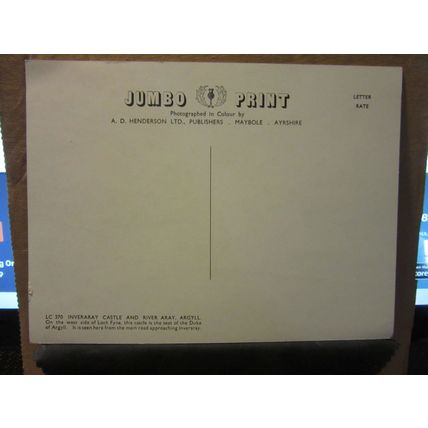 JUMBO PRINT
Photographed in Colour by
A. D. HENDERSON LTD., PUBLISHERS . MAYBOLE . AYRSHIRE
LETTER
RATE
LC 370 INVERARAY CASTLE AND RIVER ARAY, ARGYLL.
On the west side of Loch Fyne, this castle is the seat of the Duke
of Argyll. It is seen here from the main road approaching Inveraray.